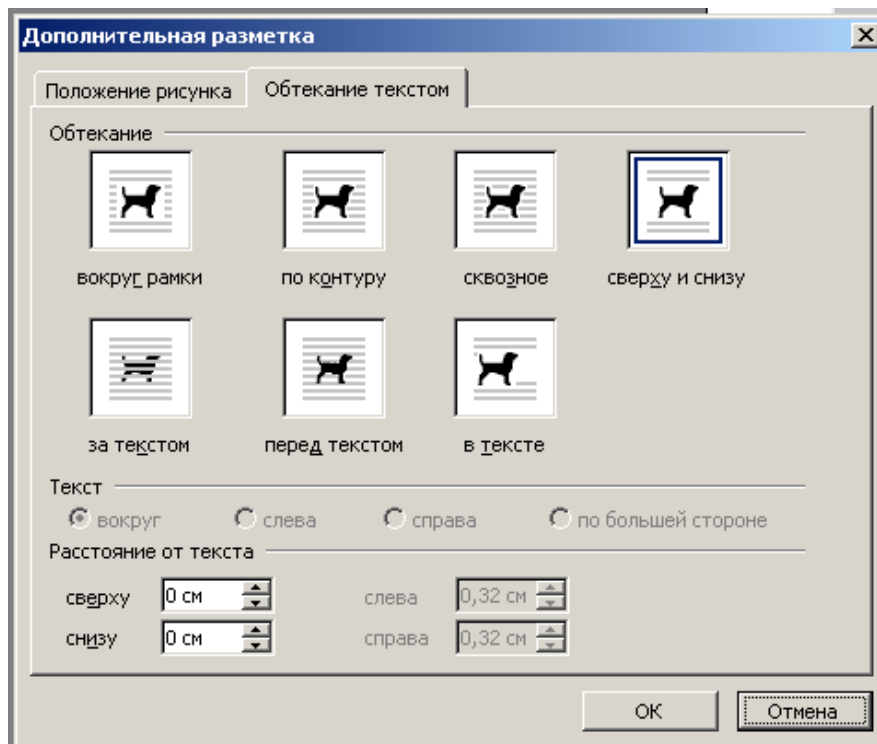 Дополнительная разметка
Положение рисунка Обтекание текстом
Обтекание
вокруг рамки по контуру сквозное сверху и снизу
за текстом перед текстом в тексте
Текст
вокруг слева справа по большей стороне
Расстояние от текста
сверху 0 см слева 0,32 см
снизу 0 см справа 0,32 см
ОК Отмена